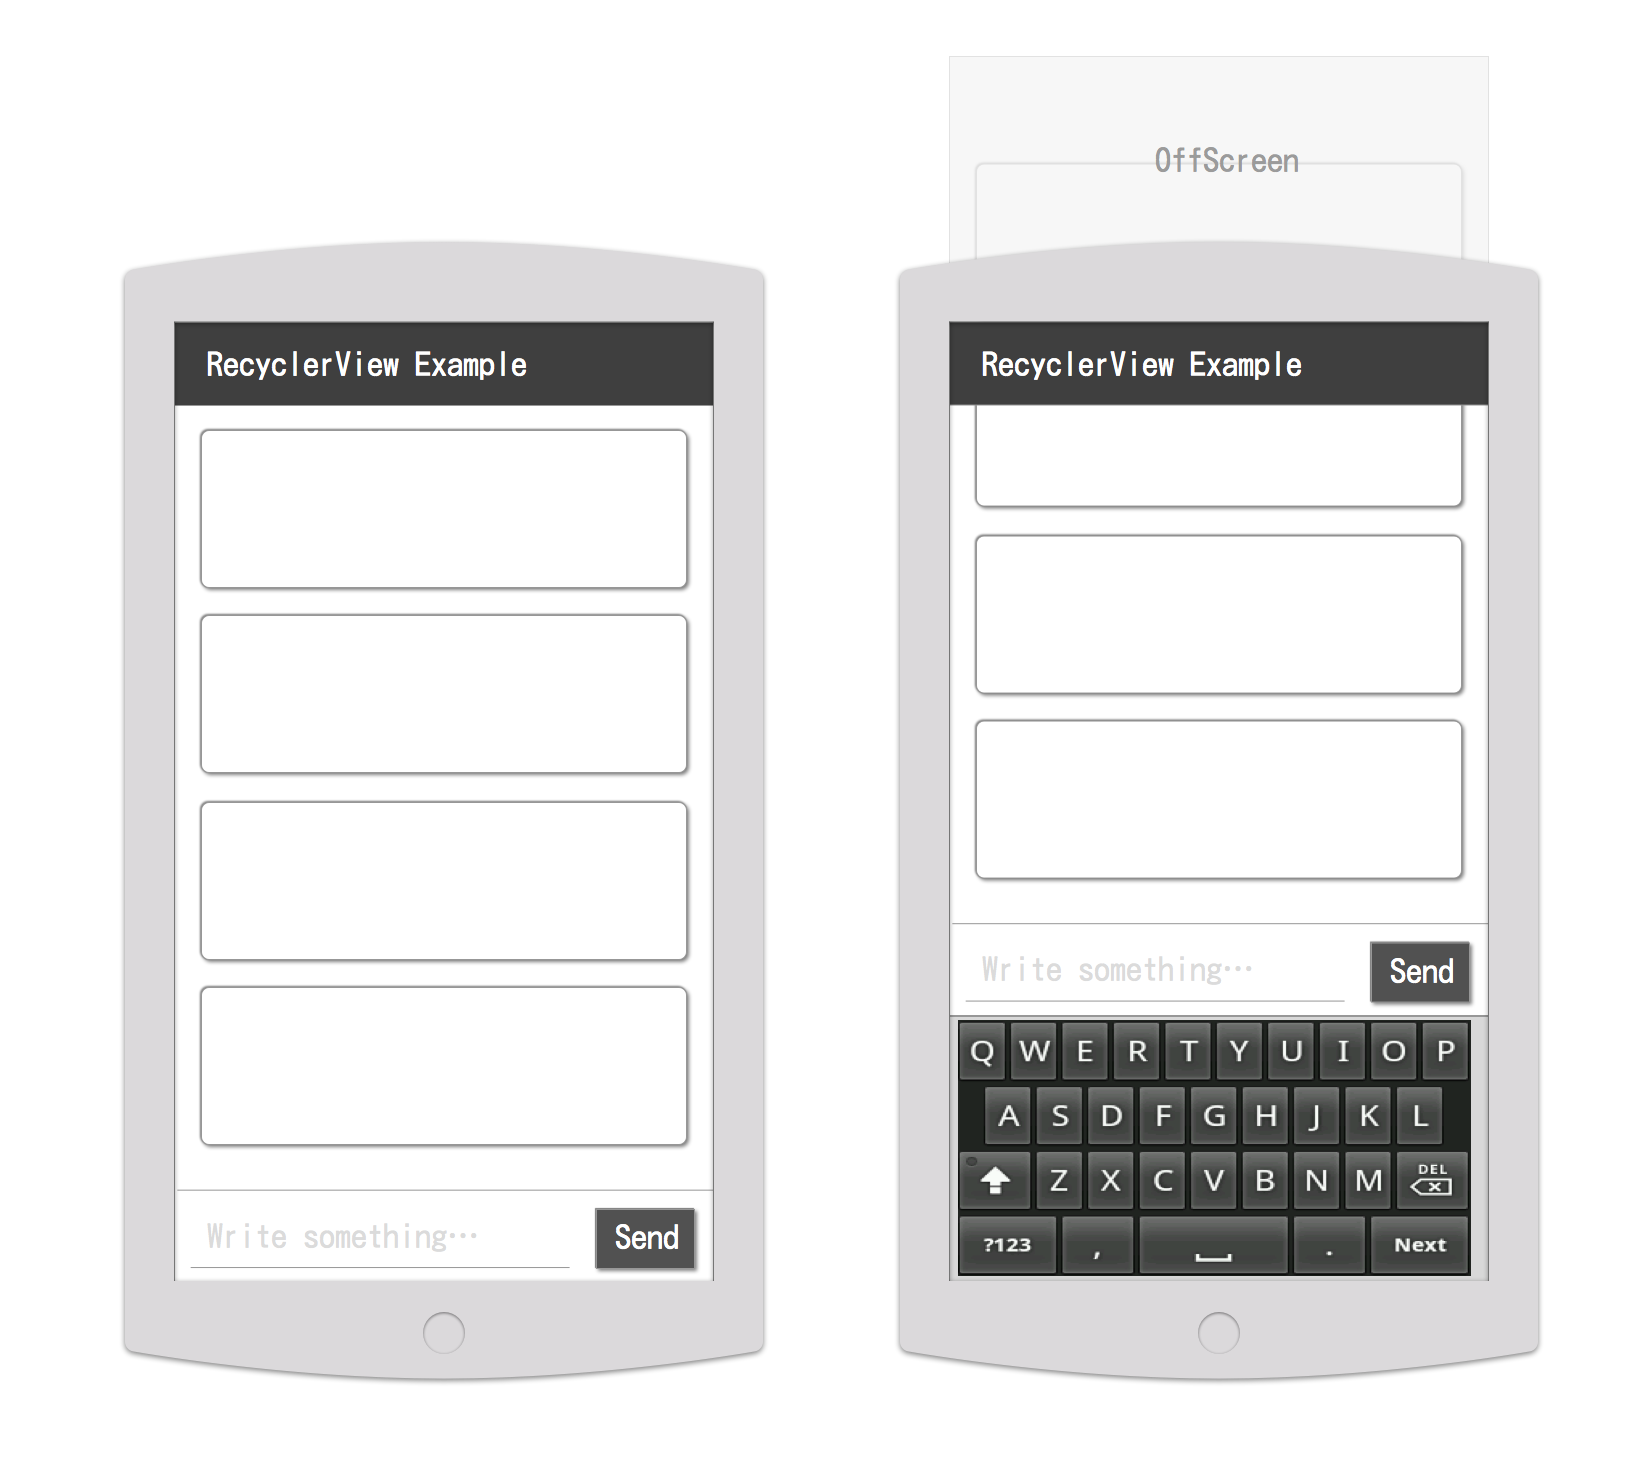 RecyclerView Example
Write something…
Send
OffScreen
RecyclerView Example
Write something…
Send
Q W E R T Y U I O P
A S D F G H J K L
Z X C V B N M DEL
?123 , . Next